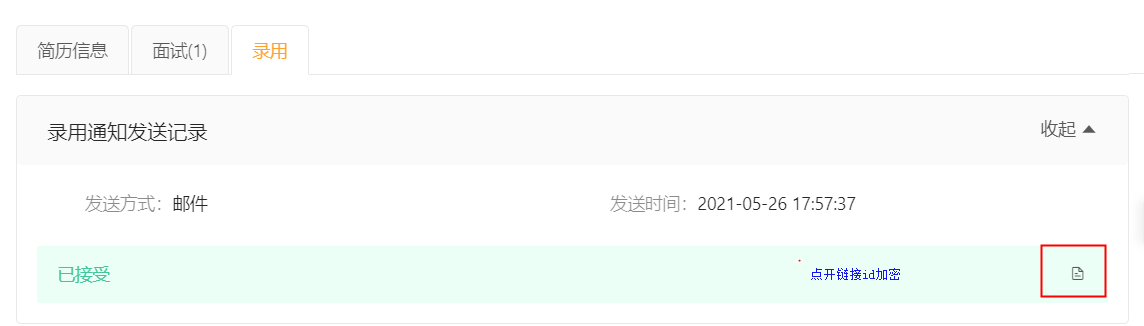 简历信息 面试(1) 录用
录用通知发送记录 收起
发送方式：邮件 发送时间：2021-05-26 17:57:37
已接受 点开链接id加密